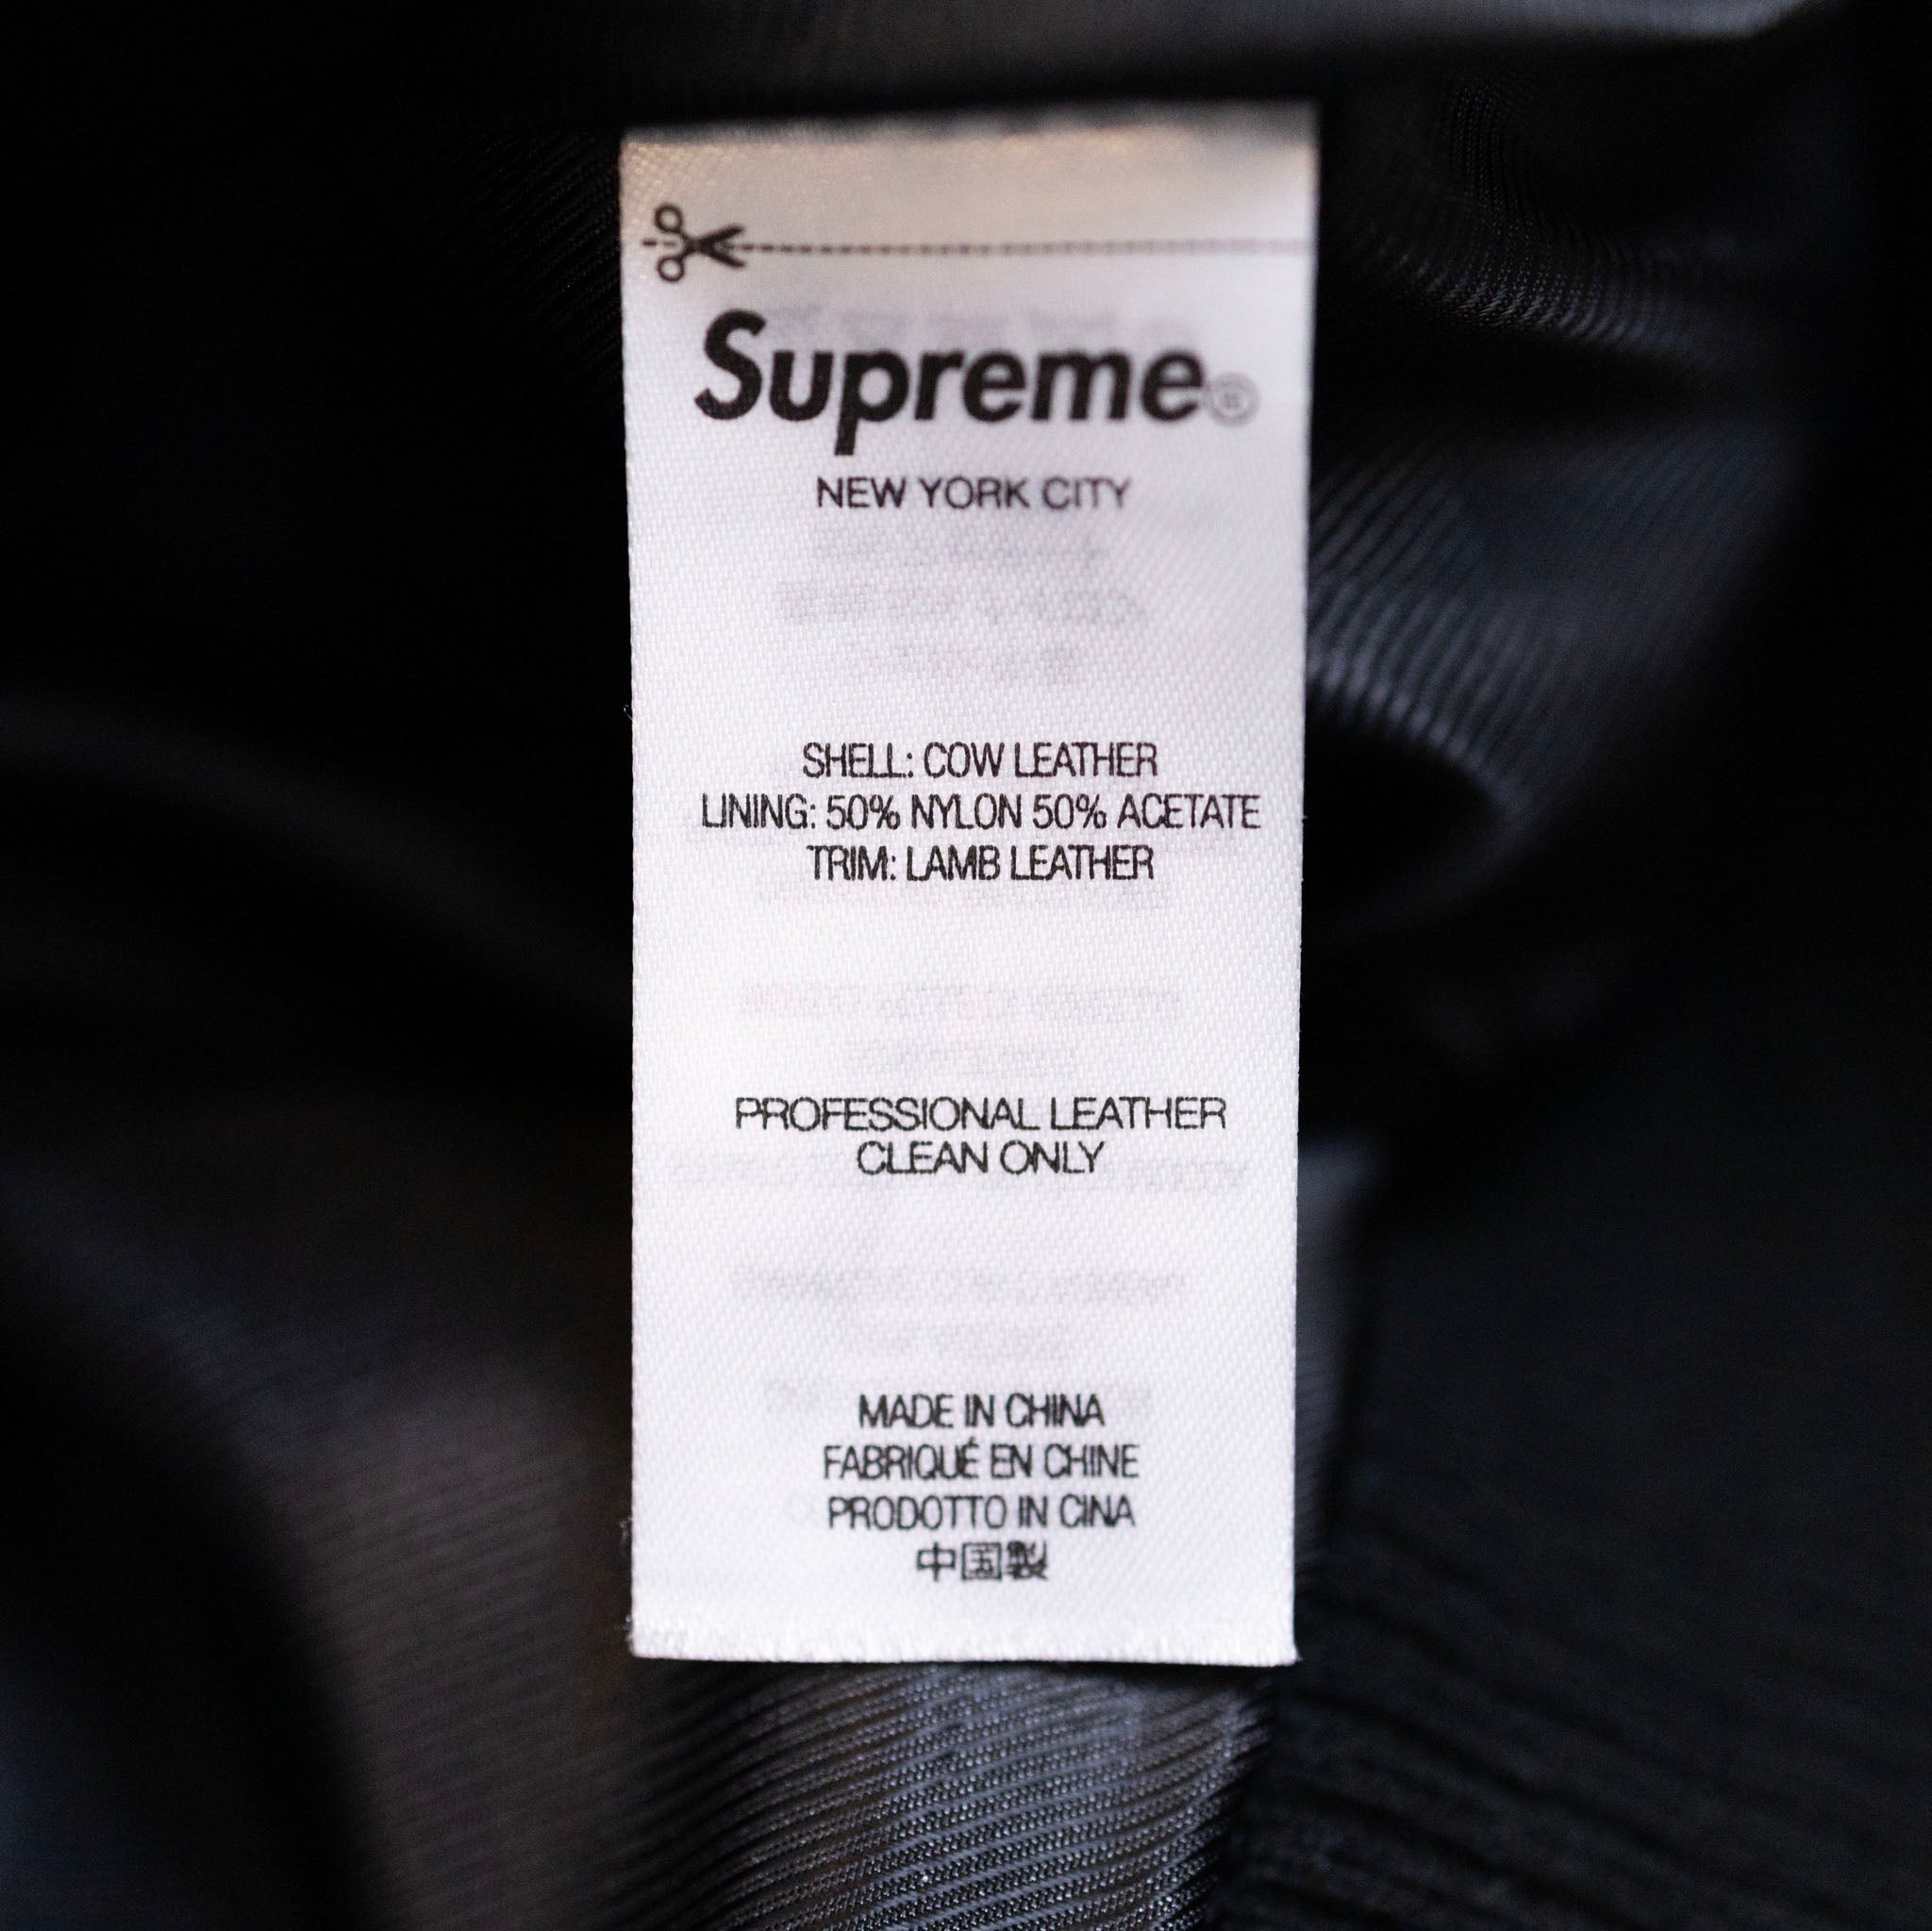 Supreme®
NEW YORK CITY
SHELL: COW LEATHER
LINING: 50% NYLON 50% ACETATE
TRIM: LAMB LEATHER
PROFESSIONAL LEATHER
CLEAN ONLY
MADE IN CHINA
FABRIQUÉ EN CHINE
PRODOTTO IN CINA
中国製